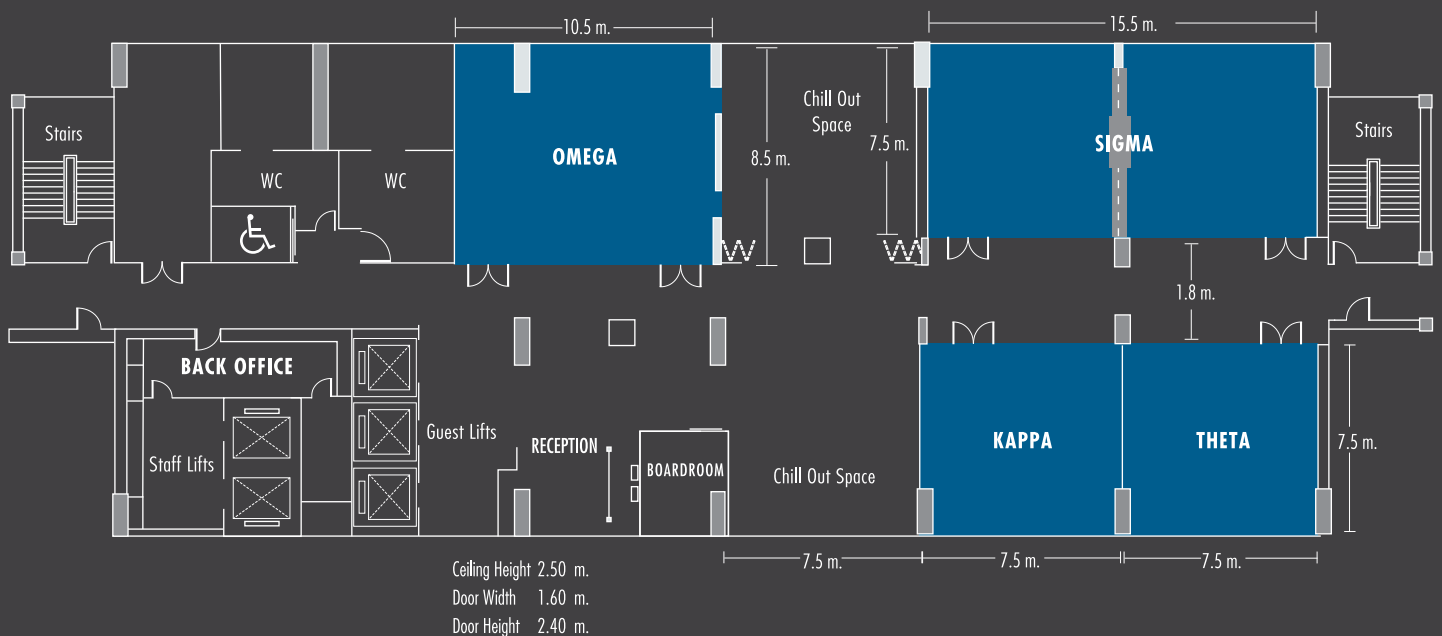 10.5 m.
15.5 m.
Stairs
WC
WC
OMEGA
8.5 m.
Chill Out
Space
7.5 m.
SIGMA
Stairs
1.8 m.
BACK OFFICE
Staff Lifts
Guest Lifts
RECEPTION
BOARDROOM
Chill Out Space
KAPPA
THETA
7.5 m.
7.5 m.
7.5 m.
7.5 m.
Ceiling Height 2.50 m.
Door Width 1.60 m.
Door Height 2.40 m.